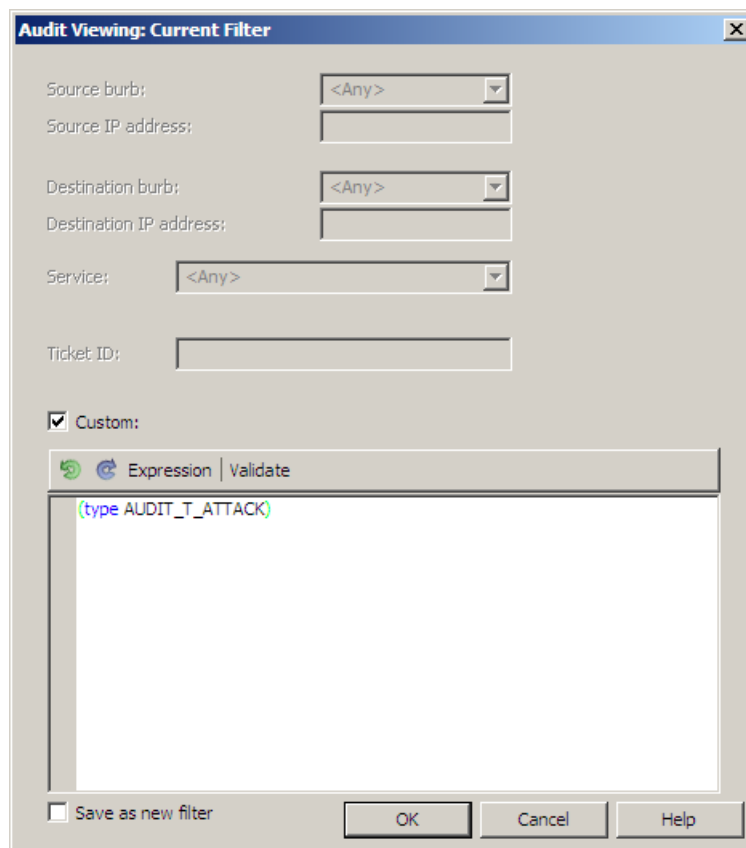 Audit Viewing: Current Filter
Source burb: <Any>
Source IP address:
Destination burb: <Any>
Destination IP address:
Service: <Any>
Ticket ID:
Custom:
Expression Validate
(type AUDIT_T_ATTACK)
Save as new filter OK Cancel Help